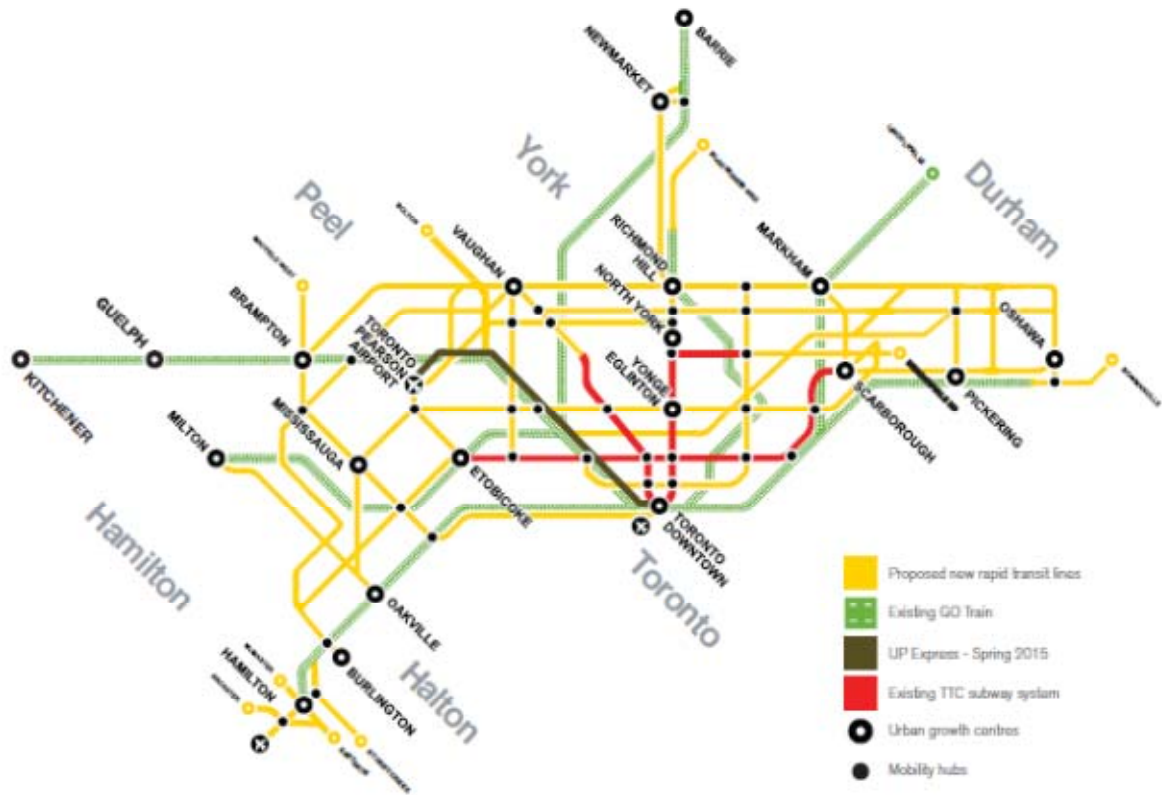 BARRIE
NEWMARKET
York
Durham
Peel
BOLTON
VAUGHAN
RICHMOND
HILL
MARKHAM
NORTH YORK
BRAMPTON
GUELPH
TORONTO
PEARSON
AIRPORT
YONGE
EGLINTON
OSHAWA
KITCHENER
MILTON
MISSISSAUGA
SCARBOROUGH
PICKERING
ETOBICOKE
TORONTO
DOWNTOWN
Hamilton
Toronto
OAKVILLE
Halton
HAMILTON
BURLINGTON
Proposed new rapid transit lines
Existing GO Train
UP Express - Spring 2015
Existing TTC subway system
Urban growth centres
Mobility hubs